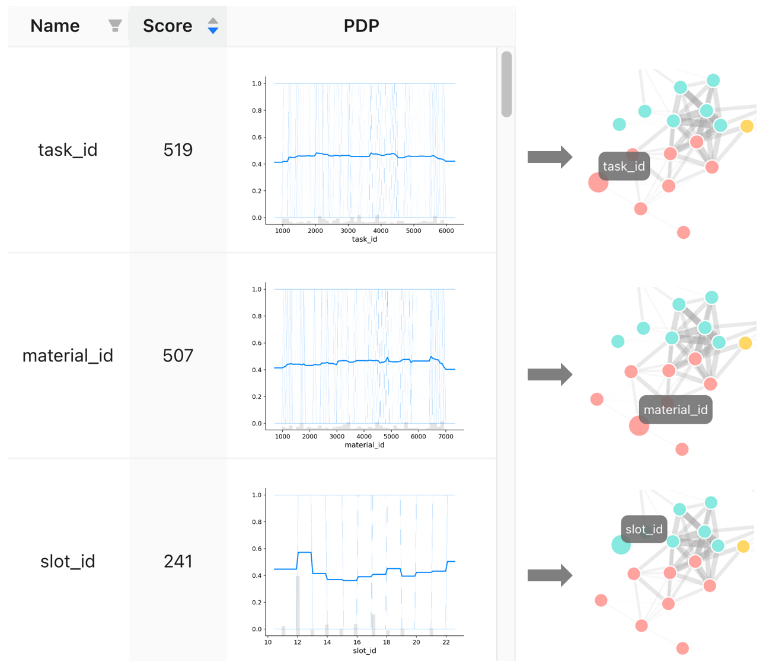 Name Score PDP
1.0
0.8
0.6
0.4
0.2
0.0
1000 2000 3000 4000 5000 6000
task_id
task_id 519
task_id
1.0
0.8
0.6
0.4
0.2
0.0
1000 2000 3000 4000 5000 6000 7000
material_id
material_id 507
material_id
1.0
0.8
0.6
0.4
0.2
0.0
10 12 14 16 18 20 22
slot_id
slot_id 241
slot_id